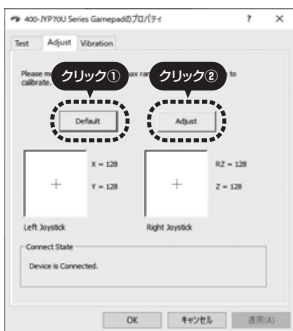 400-JYP70U Series Gamepadのプロパティ
Test Adjust Vibration
Please クリック① max クリック② to
calibrate.
Default Adjust
X = 128 RZ = 128
Y = 128 Z = 128
Left Joystick Right Joystick
Connect State
Device is Connected.
OK キャンセル 適用(A)